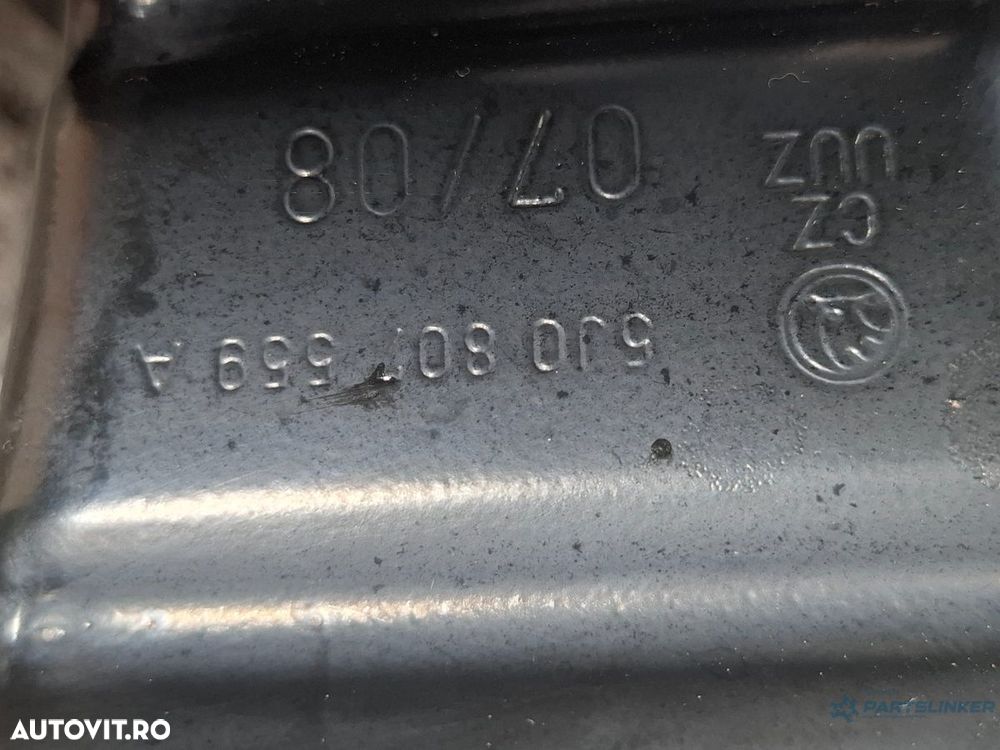 5J0 807 559 A
CZ
UUZ
07/08
AUTOVIT.RO
PARTSLINKER